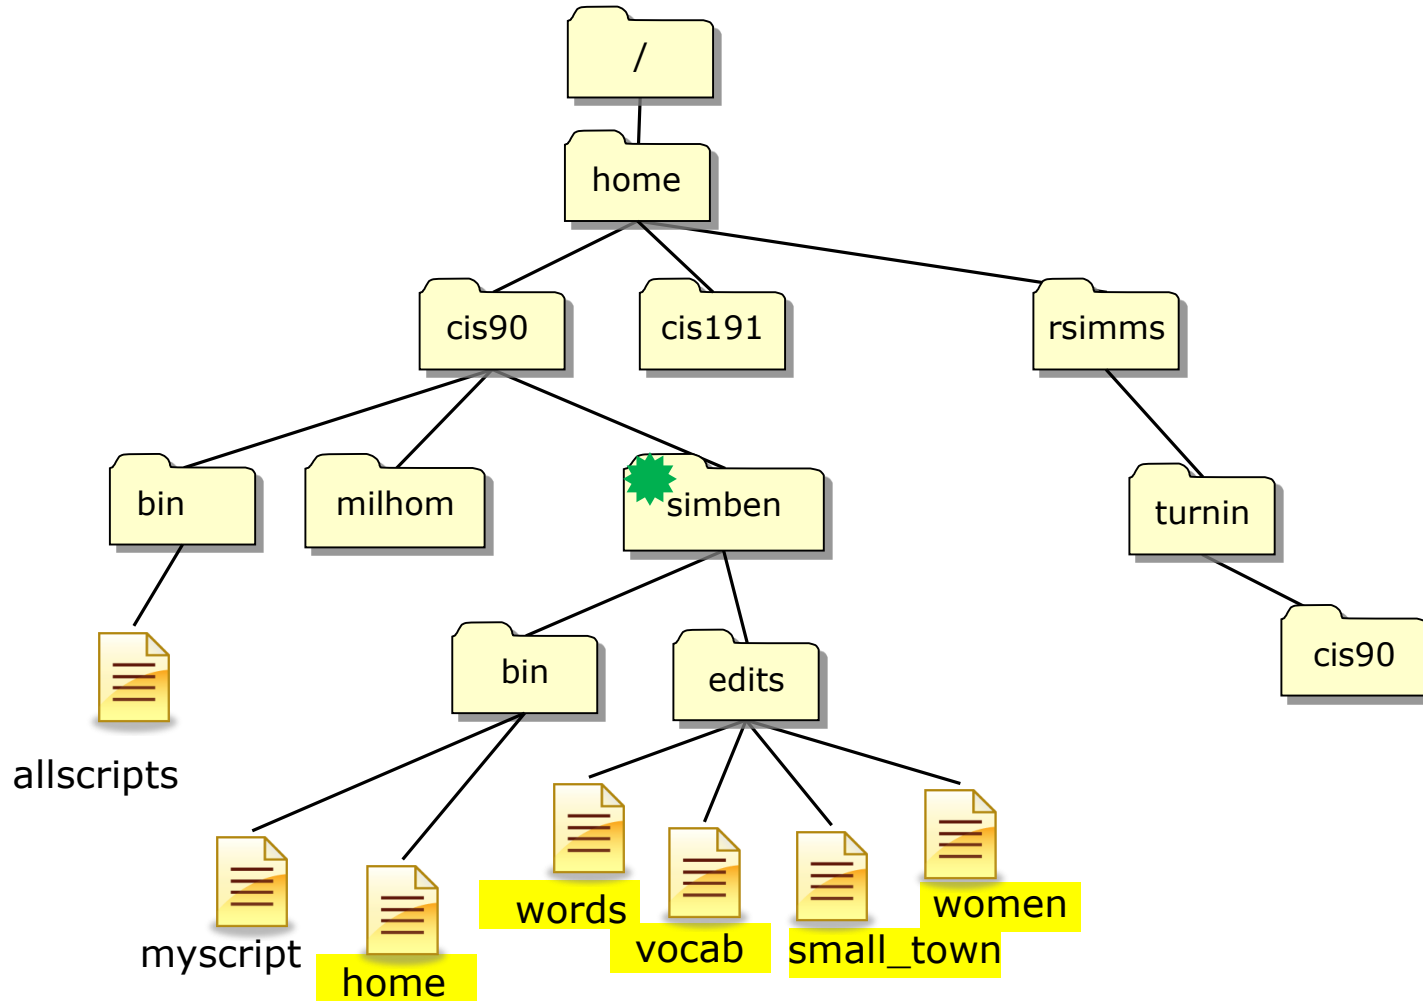 /
home
cis90
cis191
rsimms
bin
milhom
simben
turnin
bin
edits
cis90
allscripts
myscript
home
words
vocab
small_town
women